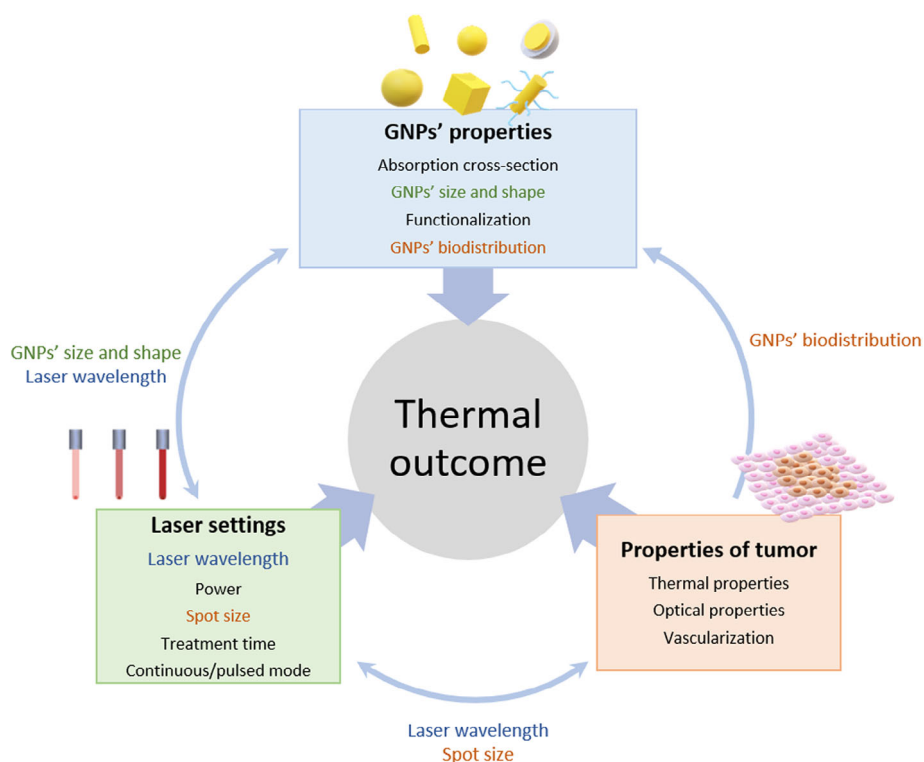 GNPs' properties
Absorption cross-section
GNPs' size and shape
Functionalization
GNPs' biodistribution
GNPs' size and shape
Laser wavelength
GNPs' biodistribution
Thermal
outcome
Laser settings
Laser wavelength
Power
Spot size
Treatment time
Continuous/pulsed mode
Properties of tumor
Thermal properties
Optical properties
Vascularization
Laser wavelength
Spot size